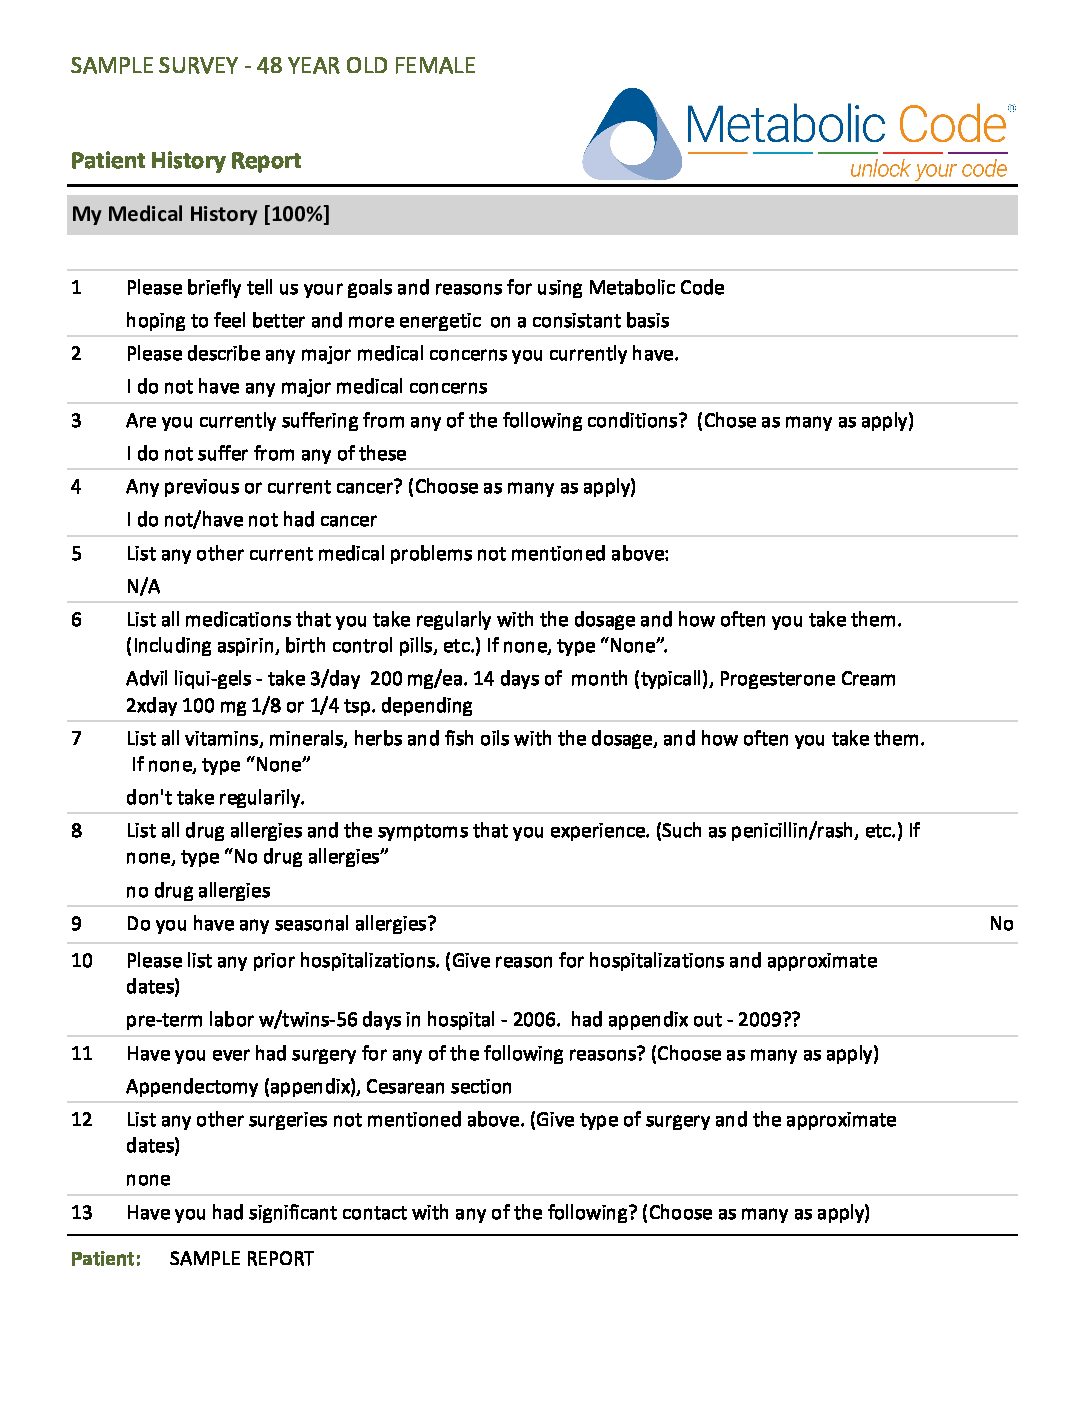 SAMPLE SURVEY - 48 YEAR OLD FEMALE
Metabolic Code®
unlock your code
Patient History Report
My Medical History [100%]
1 Please briefly tell us your goals and reasons for using Metabolic Code
hoping to feel better and more energetic  on a consistant basis
2 Please describe any major medical concerns you currently have.
I do not have any major medical concerns
3 Are you currently suffering from any of the following conditions?  (Chose as many as apply)
I do not suffer from any of these
4 Any previous or current cancer? (Choose as many as apply)
I do not/have not had cancer
5 List any other current medical problems not mentioned above:
N/A
6 List all medications that you take regularly with the dosage and how often you take them.
(Including aspirin, birth control pills, etc.) If none, type “None”.
Advil liqui-gels - take 3/day  200 mg/ea. 14 days of  month (typicall), Progesterone Cream
2xday 100 mg 1/8 or 1/4 tsp. depending
7 List all vitamins, minerals, herbs and fish oils with the dosage, and how often you take them.
If none, type “None”
don't take regularily.
8 List all drug allergies and the symptoms that you experience. (Such as penicillin/rash, etc.) If
none, type “No drug allergies”
no drug allergies
9 Do you have any seasonal allergies? No
10 Please list any prior hospitalizations. (Give reason for hospitalizations and approximate
dates)
pre-term labor w/twins-56 days in hospital - 2006.  had appendix out - 2009??
11 Have you ever had surgery for any of the following reasons? (Choose as many as apply)
Appendectomy (appendix), Cesarean section
12 List any other surgeries not mentioned above. (Give type of surgery and the approximate
dates)
none
13 Have you had significant contact with any of the following? (Choose as many as apply)
Patient: SAMPLE REPORT